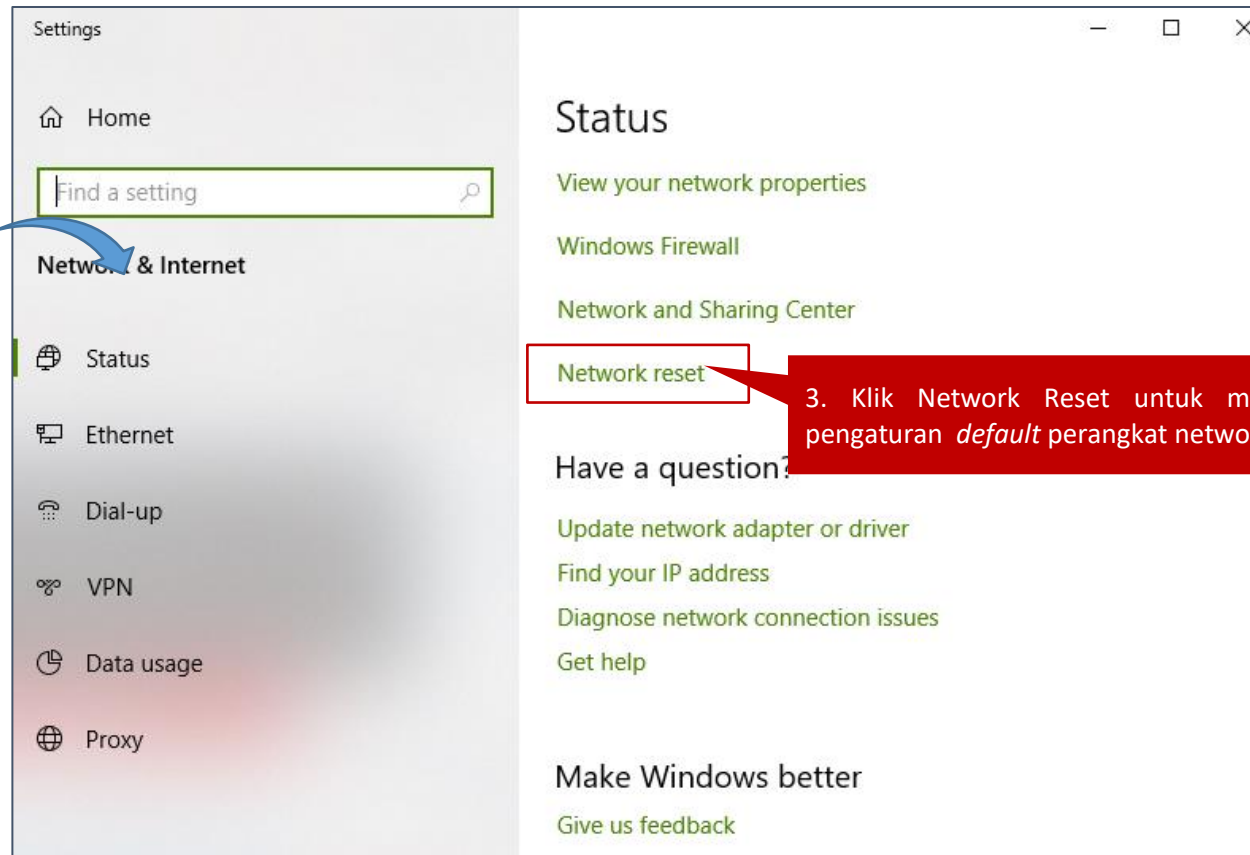 Settings
Home
Find a setting
Network & Internet
Status
Ethernet
Dial-up
VPN
Data usage
Proxy
Status
View your network properties
Windows Firewall
Network and Sharing Center
Network reset
3. Klik Network Reset untuk
pengaturan default perangkat
Have a question?
Update network adapter or driver
Find your IP address
Diagnose network connection issues
Get help
Make Windows better
Give us feedback